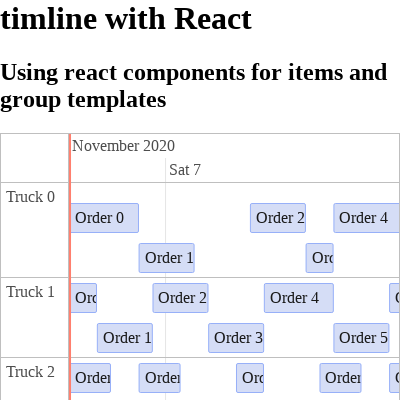 timline with React
Using react components for items and
group templates
November 2020
Sat 7
Truck 0
Order 0
Order 2
Order 4
Order 1
Orc
Truck 1
Orc
Order 2
Order 4
Order 1
Order 3
Order 5
Truck 2
Order
Order
Orc
Order